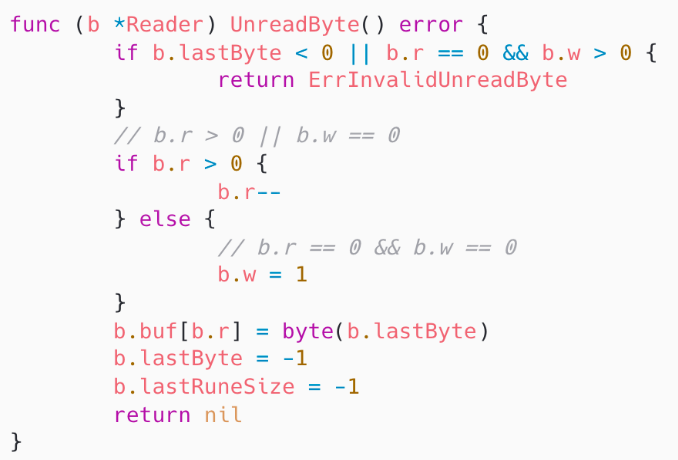 func (b *Reader) UnreadByte() error {
        if b.lastByte < 0 || b.r == 0 && b.w > 0 {
                return ErrInvalidUnreadByte
        }
        // b.r > 0 || b.w == 0
        if b.r > 0 {
                b.r--
        } else {
                // b.r == 0 && b.w == 0
                b.w = 1
        }
        b.buf[b.r] = byte(b.lastByte)
        b.lastByte = -1
        b.lastRuneSize = -1
        return nil
}